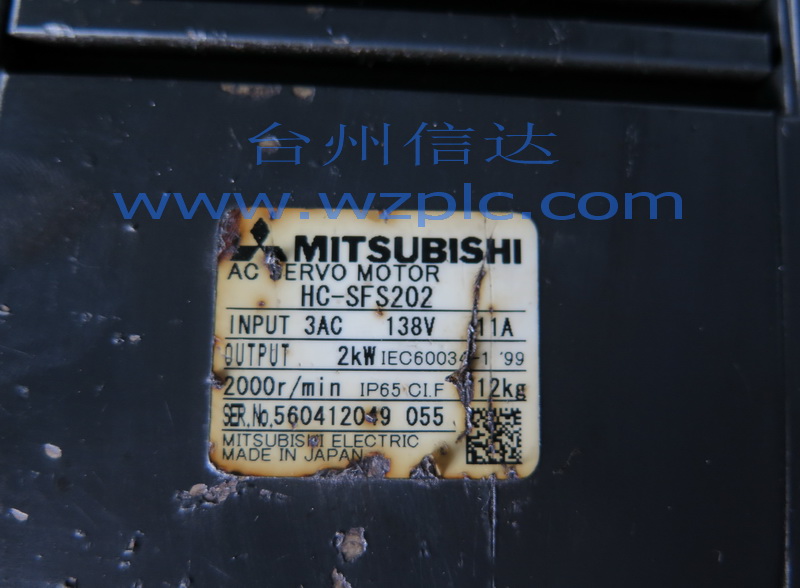 台州信达
www.wzplc.com
MITSUBISHI
AC SERVO MOTOR
HC-SFS202
INPUT 3AC 138V 11A
OUTPUT 2kW IEC60034-1 '99
2000r/min IP65 CI.F 12kg
SER.No.560412049 055
MITSUBISHI ELECTRIC
MADE IN JAPAN